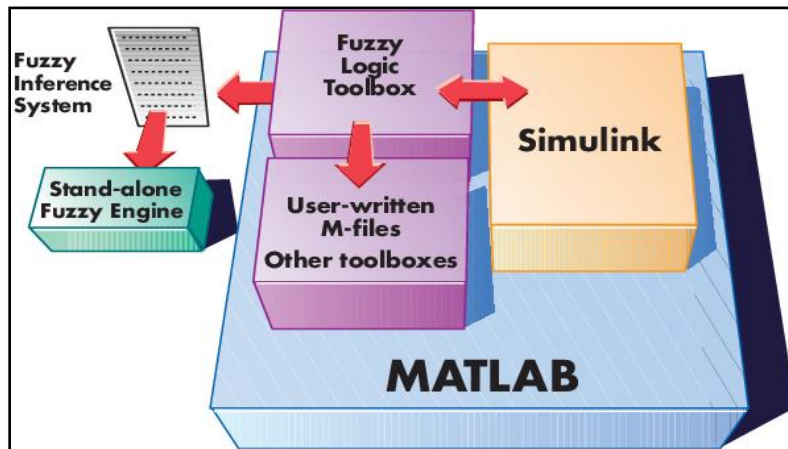 Fuzzy
Inference
System
Fuzzy
Logic
Toolbox
Simulink
Stand-alone
Fuzzy Engine
User-written
M-files
Other toolboxes
MATLAB